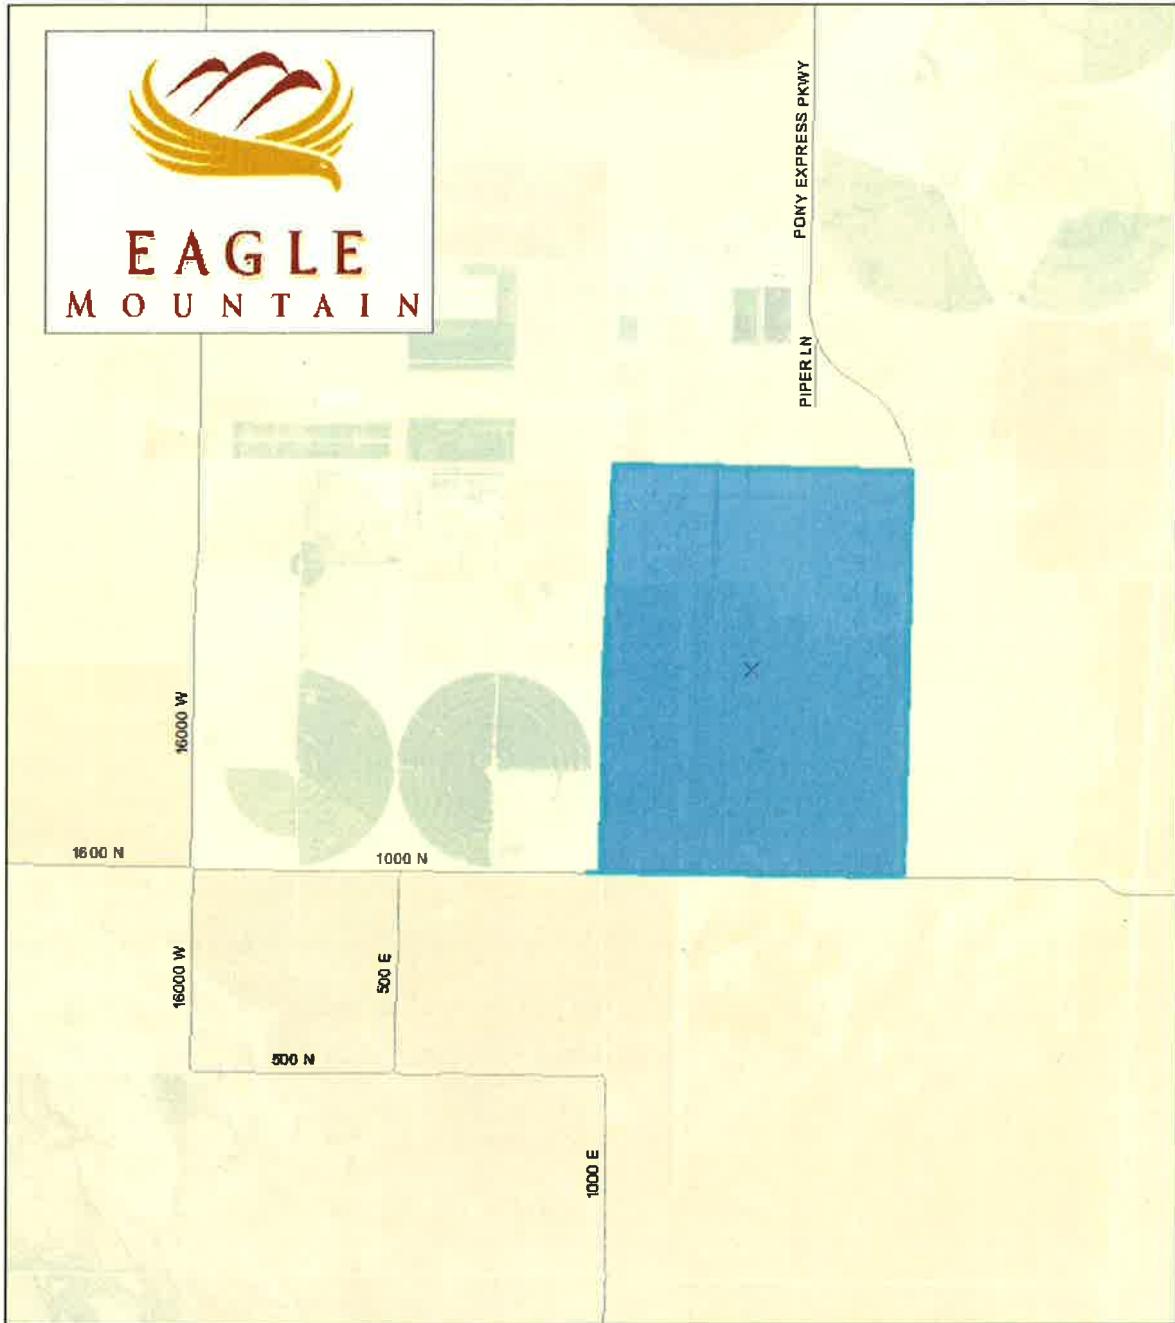 EAGLE
MOUNTAIN
PONY EXPRESS PKWY
PIPER LN
16000 W
1600 N
1000 N
16000 W
500 E
500 N
1000 E